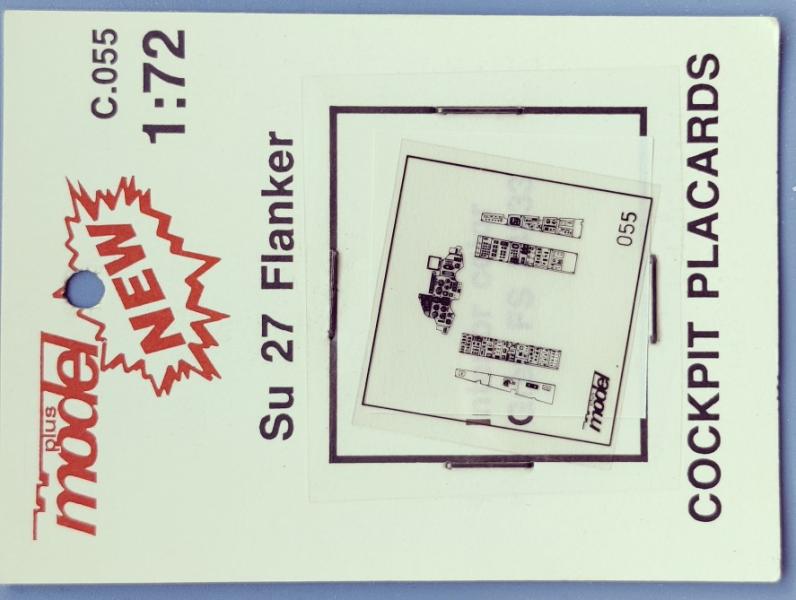 plus
model
NEW
C.055
1:72
Su 27 Flanker
055
model
COCKPIT PLACARDS